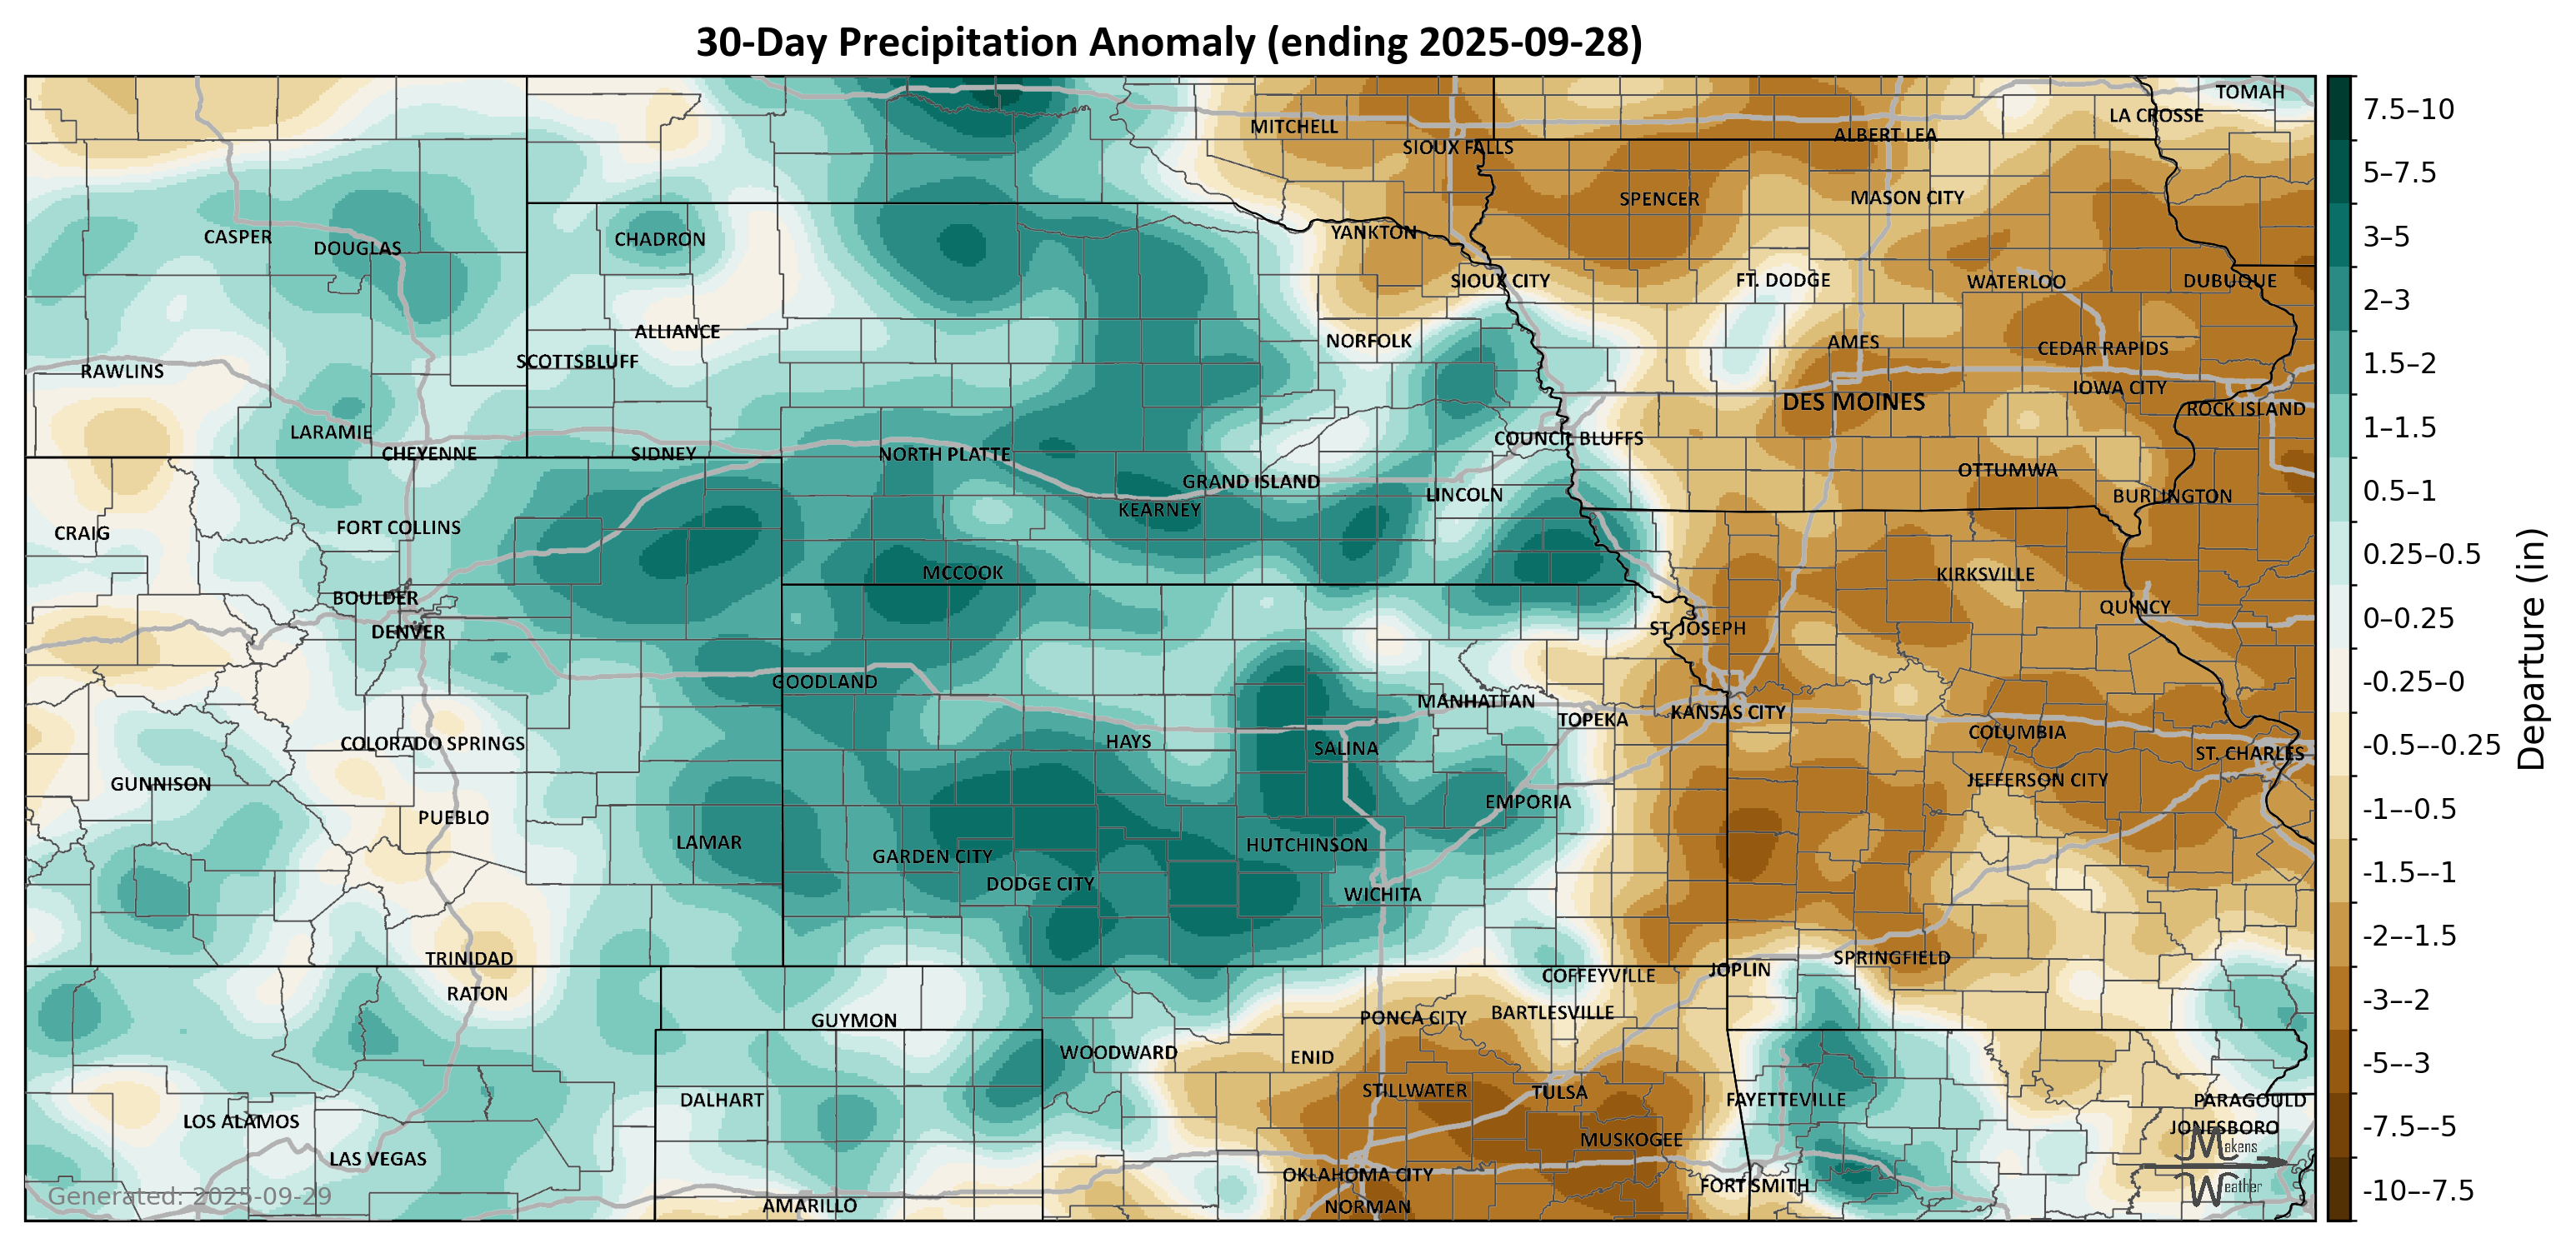 30-Day Precipitation Anomaly (ending 2025-09-28)
TOMAH
LA CROSSE
MITCHELL
ALBERT LEA
SIOUX FALLS
SPENCER
MASON CITY
YANKTON
CASPER
CHADRON
DOUGLAS
SIOUX CITY
FT. DODGE
WATERLOO
DUBUQUE
ALLIANCE
NORFOLK
AMES
CEDAR RAPIDS
SCOTTSBLUFF
RAWLINS
IOWA CITY
DES MOINES
ROCK ISLAND
LARAMIE
COUNCIL BLUFFS
CHEYENNE
SIDNEY
NORTH PLATTE
OTTUMWA
GRAND ISLAND
LINCOLN
BURLINGTON
KEARNEY
FORT COLLINS
CRAIG
MCCOOK
KIRKSVILLE
BOULDER
QUINCY
DENVER
ST. JOSEPH
GOODLAND
MANHATTAN
KANSAS CITY
TOPEKA
COLUMBIA
HAYS
COLORADO SPRINGS
SALINA
ST. CHARLES
JEFFERSON CITY
GUNNISON
EMPORIA
PUEBLO
LAMAR
HUTCHINSON
GARDEN CITY
DODGE CITY
WICHITA
TRINIDAD
SPRINGFIELD
JOPLIN
COFFEYVILLE
RATON
BARTLESVILLE
PONCA CITY
GUYMON
WOODWARD
ENID
STILLWATER
TULSA
DALHART
FAYETTEVILLE
PARAGOULD
LOS ALAMOS
JONESBORO
MUSKOGEE
LAS VEGAS
OKLAHOMA CITY
FORT SMITH
AMARILLO
NORMAN
Generated: 2025-09-29
Makens
Weather
7.5–10
5–7.5
3–5
2–3
1.5–2
1–1.5
0.5–1
0.25–0.5
0–0.25
-0.25–0
-0.5–-0.25
-1–-0.5
-1.5–-1
-2–-1.5
-3–-2
-5–-3
-7.5–-5
-10–-7.5
Departure (in)